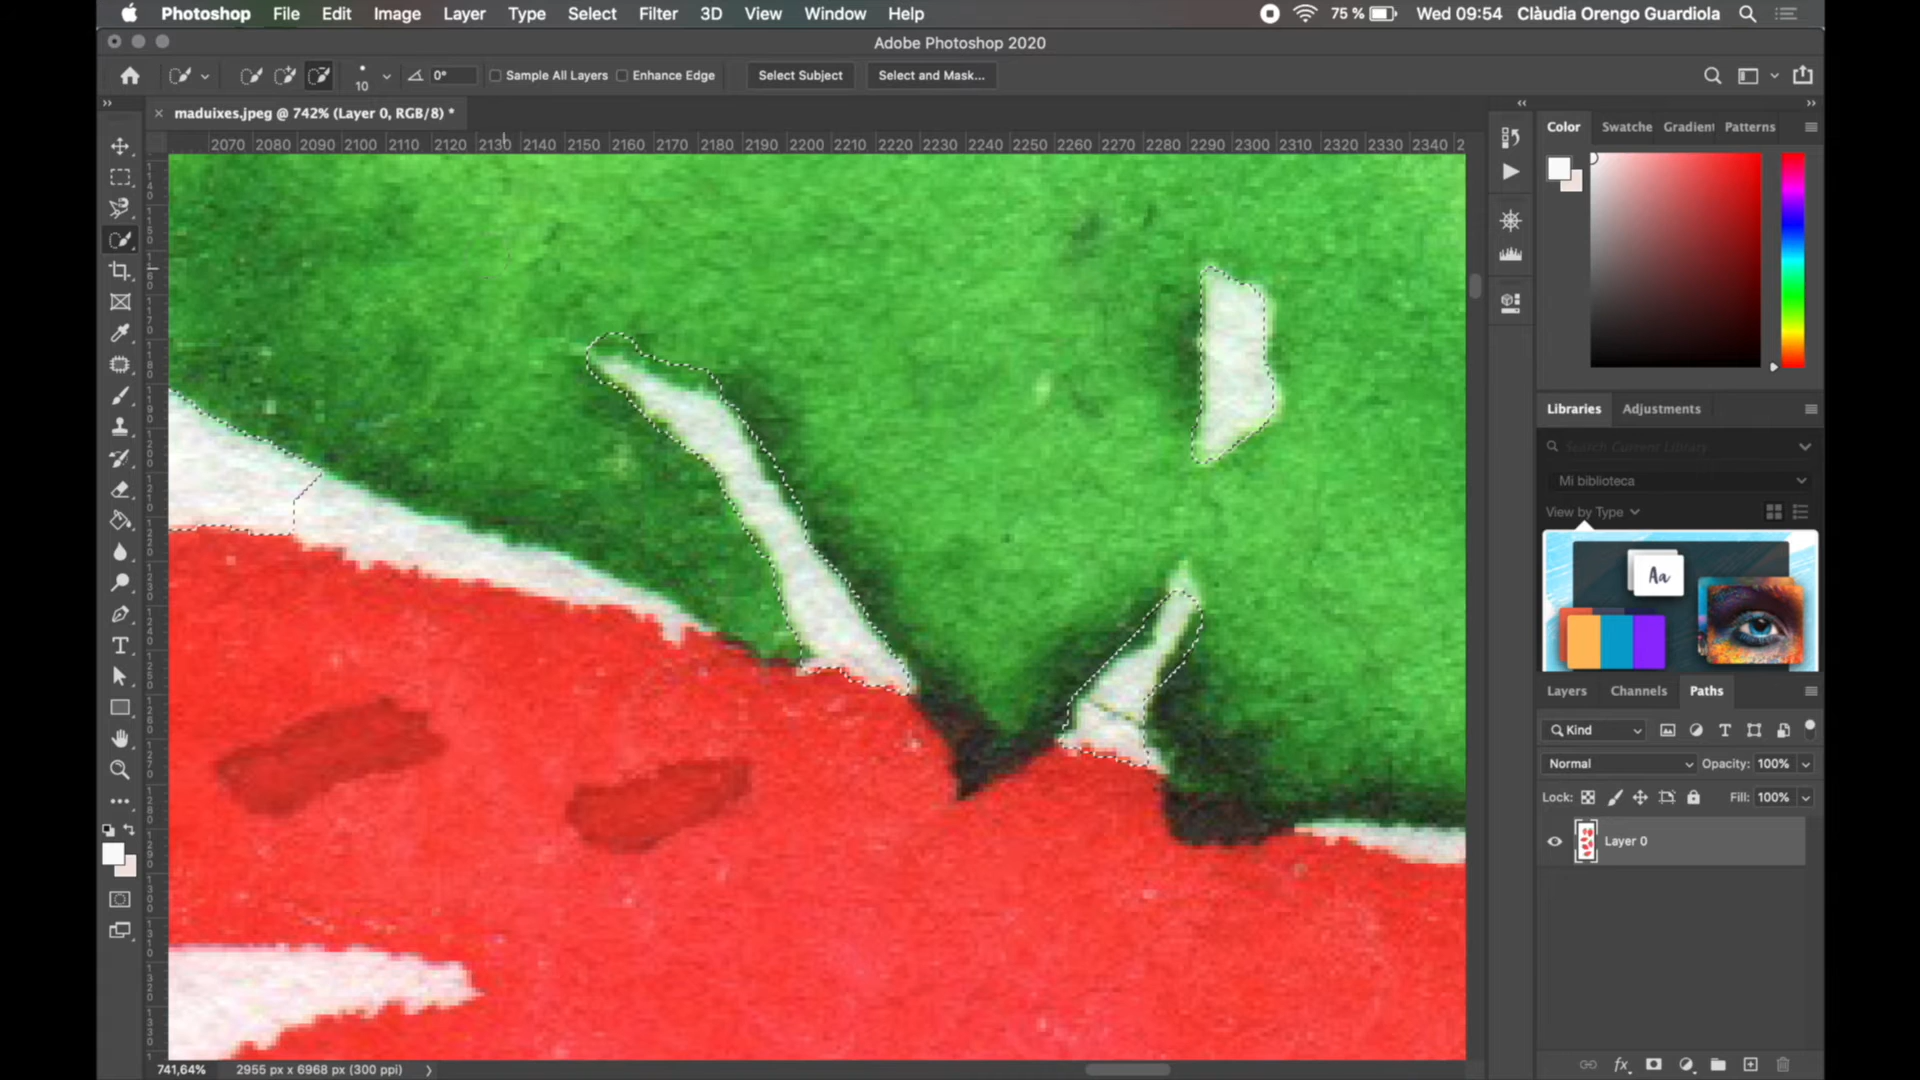 Photoshop File Edit Image Layer Type Select Filter 3D View Window Help 75 % Wed 09:54 Clàudia Orengo Guardiola
Adobe Photoshop 2020
10 0° Sample All Layers Enhance Edge Select Subject Select and Mask...
maduixes.jpeg @ 742% (Layer 0, RGB/8) *
2070 2080 2090 2100 2110 2120 2130 2140 2150 2160 2170 2180 2190 2200 2210 2220 2230 2240 2250 2260 2270 2280 2290 2300 2310 2320 2330 2340 2
Color Swatche Gradient Patterns
Libraries Adjustments
Search Current Library
Mi biblioteca
View by Type
Aa
Layers Channels Paths
Kind
Normal Opacity: 100%
Lock: Fill: 100%
Layer 0
741,64% 2955 px x 6968 px (300 ppi)